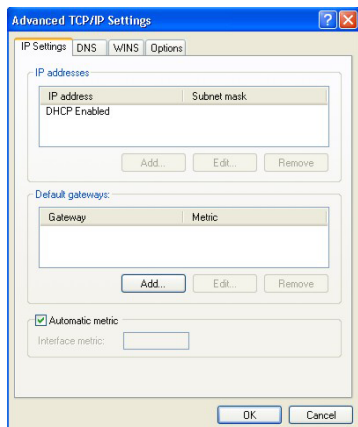 Advanced TCP/IP Settings
IP Settings DNS WINS Options
IP addresses
IP address Subnet mask
DHCP Enabled
Add... Edit... Remove
Default gateways:
Gateway Metric
Add... Edit... Remove
Automatic metric
Interface metric:
OK Cancel